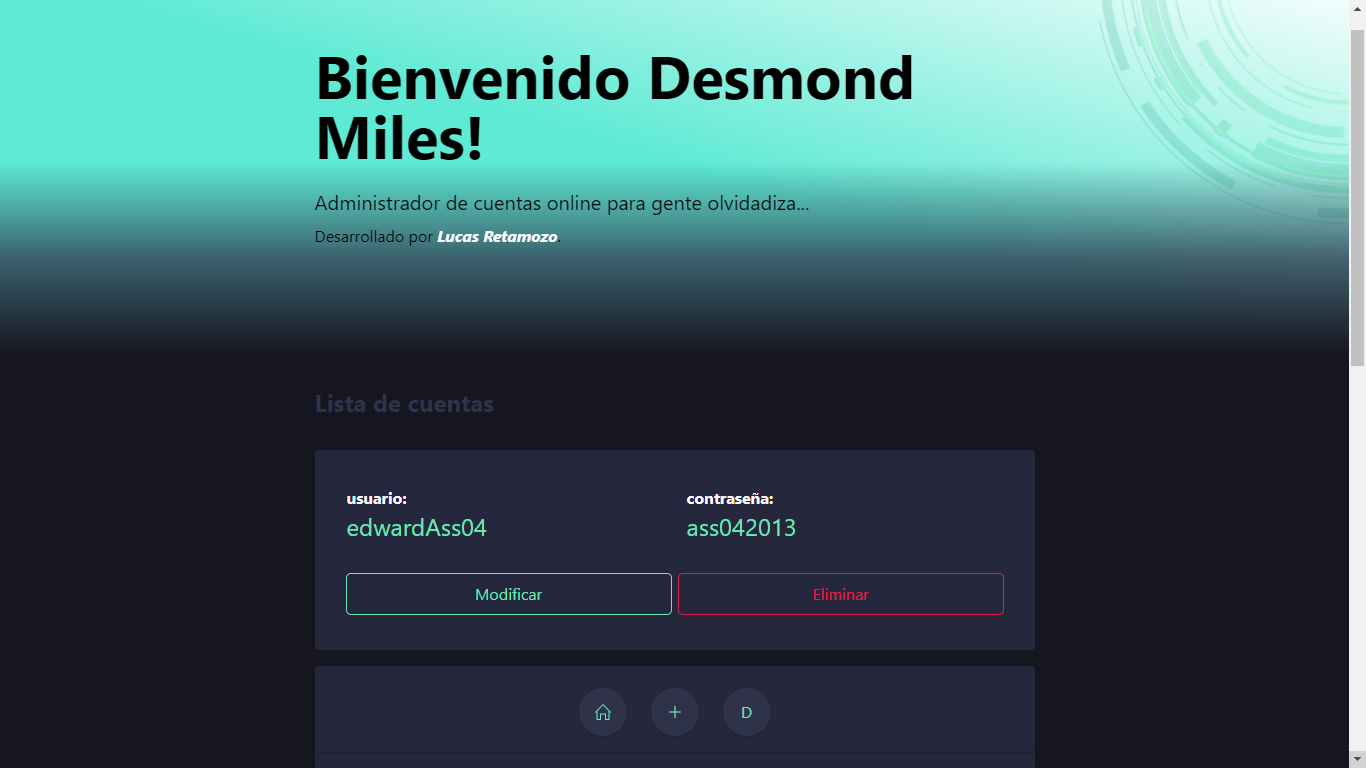 Bienvenido Desmond
Miles!
Administrador de cuentas online para gente olvidadiza...
Desarrollado por Lucas Retamozo.
Lista de cuentas
usuario: contraseña:
edwardAss04 ass042013
Modificar Eliminar
D